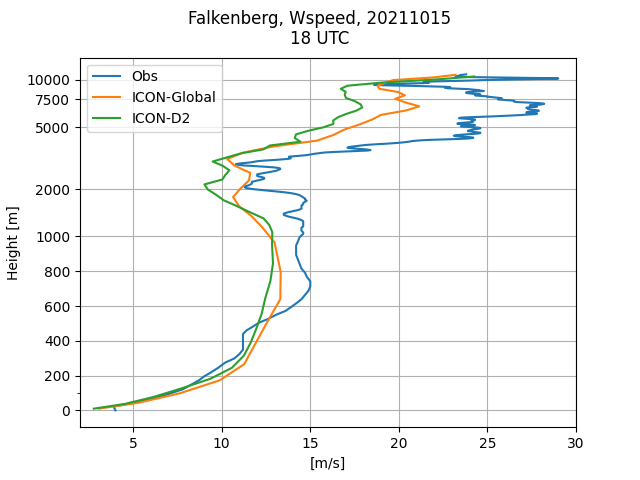 Falkenberg, Wspeed, 20211015
18 UTC
Obs
ICON-Global
ICON-D2
10000
7500
5000
2000
1000
800
600
400
200
0
Height [m]
5
10
15
20
25
30
[m/s]